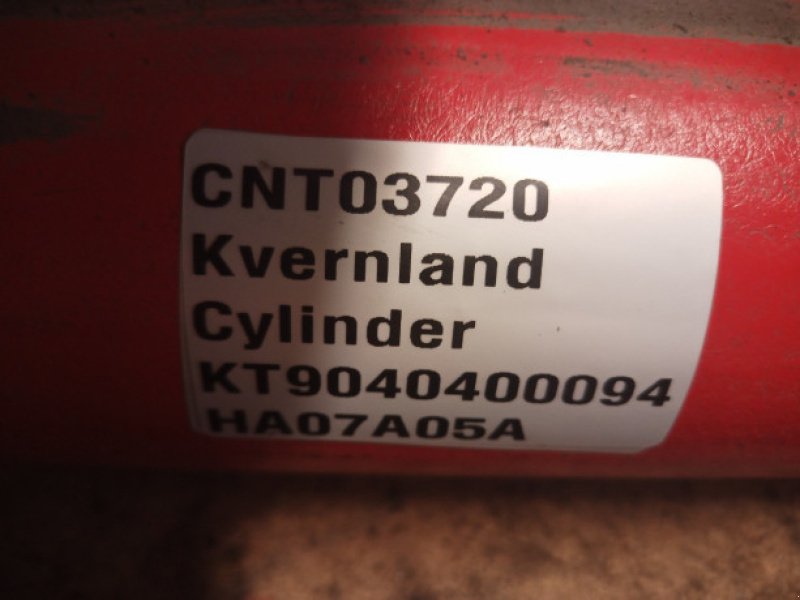 CNT03720
Kvernland
Cylinder
KT9040400094
HA07A05A